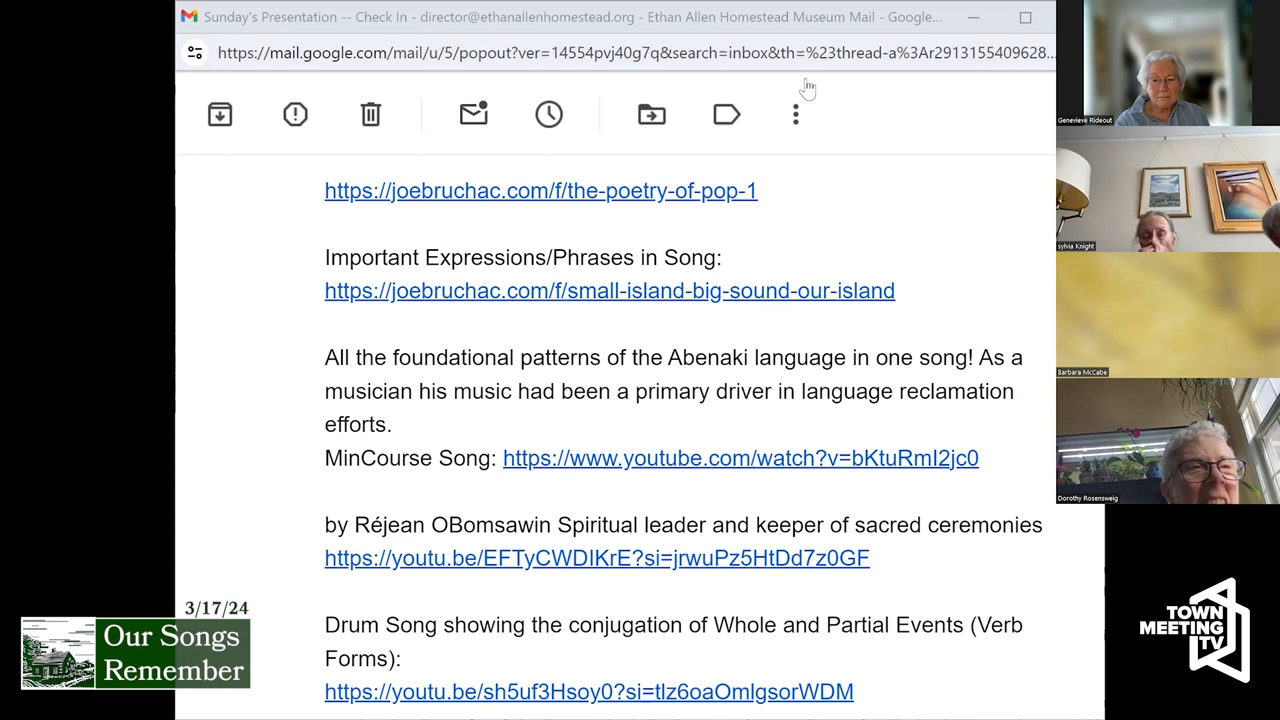 Sunday's Presentation -- Check In - director@ethanallenhomestead.org - Ethan Allen Homestead Museum Mail - Google...
https://mail.google.com/mail/u/5/popout?ver=14554pvj40g7q&search=inbox&th=%23thread-a%3Ar2913155409628...
https://joebruchac.com/f/the-poetry-of-pop-1
Important Expressions/Phrases in Song:
https://joebruchac.com/f/small-island-big-sound-our-island
All the foundational patterns of the Abenaki language in one song! As a
musician his music had been a primary driver in language reclamation
efforts.
MinCourse Song: https://www.youtube.com/watch?v=bKtuRmI2jc0
by Réjean OBomsawin Spiritual leader and keeper of sacred ceremonies
https://youtu.be/EFTyCWDIKrE?si=jrwuPz5HtDd7z0GF
Drum Song showing the conjugation of Whole and Partial Events (Verb
Forms):
https://youtu.be/sh5uf3Hsoy0?si=tlz6oaOmlgsorWDM
Genevieve Rideout
sylvia Knight
Barbara McCabe
Dorothy Rosensweig
3/17/24
Our Songs
Remember
TOWN
MEETING
TV